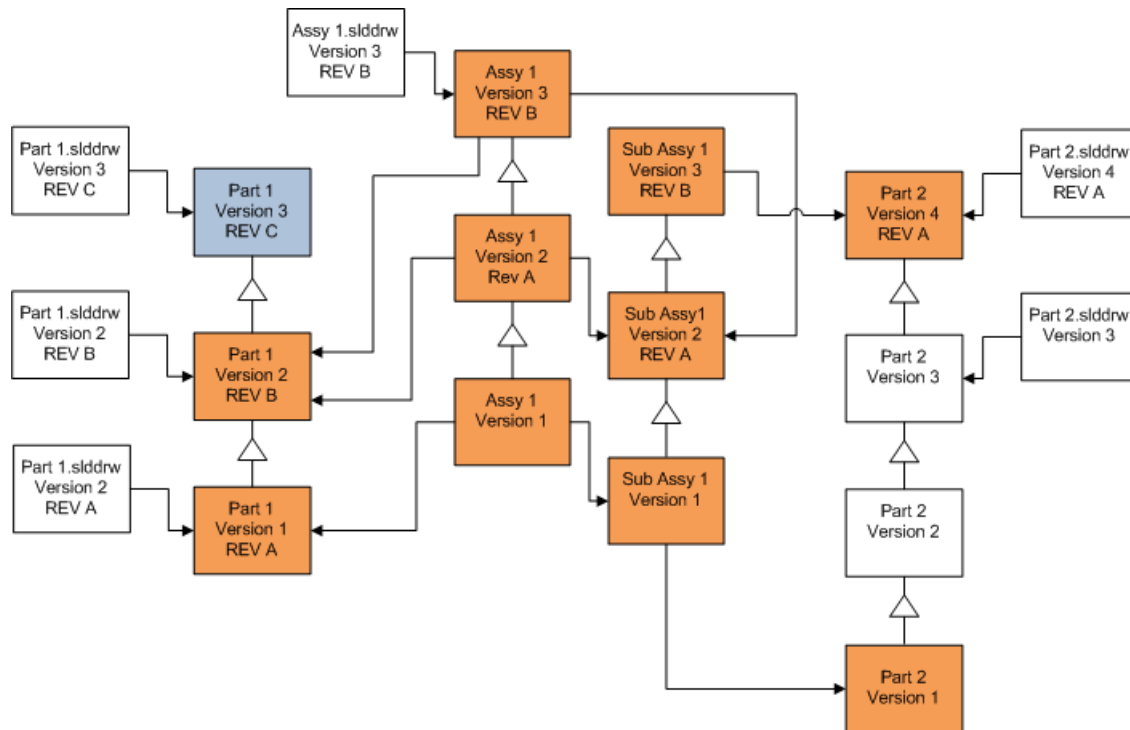 Assy 1.slddrw
Version 3
REV B
Assy 1
Version 3
REV B
Part 1.slddrw
Version 3
REV C
Sub Assy 1
Version 3
REV B
Part 2.slddrw
Version 4
REV A
Part 1
Version 3
REV C
Part 2
Version 4
REV A
Assy 1
Version 2
Rev A
Part 1.slddrw
Version 2
REV B
Sub Assy1
Version 2
REV A
Part 2.slddrw
Version 3
Part 1
Version 2
REV B
Part 2
Version 3
Assy 1
Version 1
Part 1.slddrw
Version 2
REV A
Sub Assy 1
Version 1
Part 1
Version 1
REV A
Part 2
Version 2
Part 2
Version 1